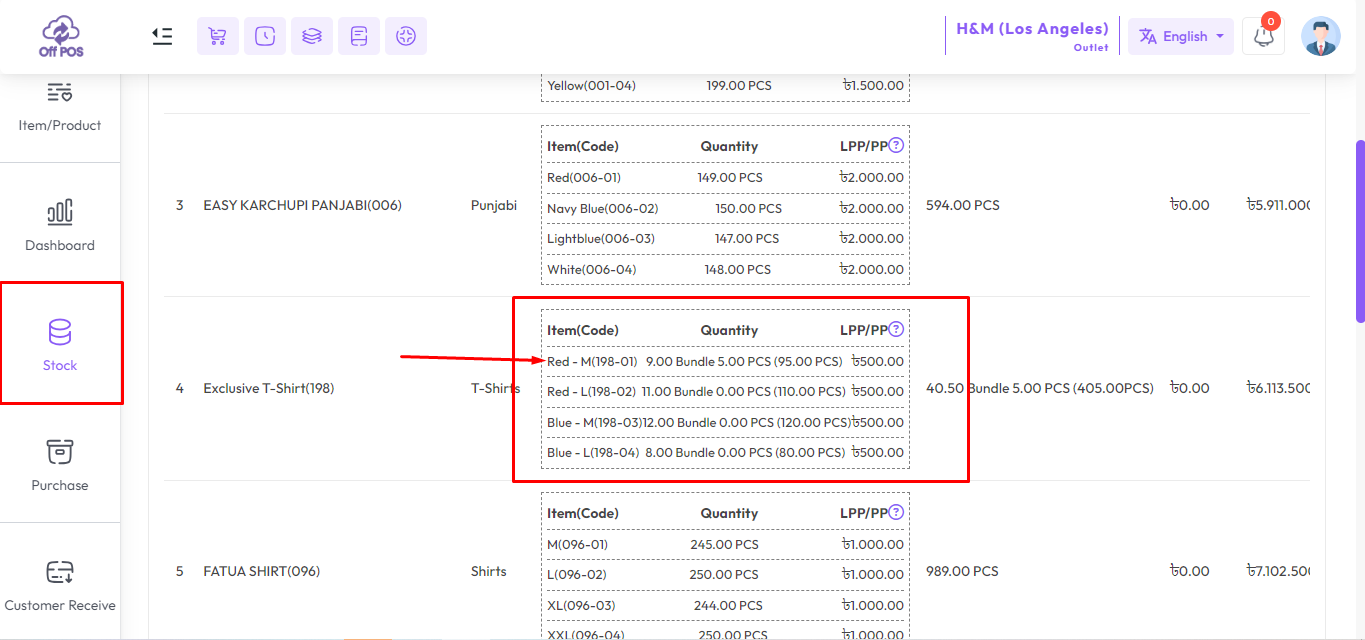 Off POS
H&M (Los Angeles)
Outlet
English
0
Item/Product
Dashboard
Stock
Purchase
Customer Receive
Yellow(001-04) 199.00 PCS ৳1.500.00
3 EASY KARCHUPI PANJABI(006) Punjabi
Item(Code) Quantity LPP/PP?
Red(006-01) 149.00 PCS ৳2.000.00
Navy Blue(006-02) 150.00 PCS ৳2.000.00
Lightblue(006-03) 147.00 PCS ৳2.000.00
White(006-04) 148.00 PCS ৳2.000.00
594.00 PCS ৳0.00 ৳5.911.000
4 Exclusive T-Shirt(198) T-Shirts
Item(Code) Quantity LPP/PP?
Red - M(198-01) 9.00 Bundle 5.00 PCS (95.00 PCS) ৳500.00
Red - L(198-02) 11.00 Bundle 0.00 PCS (110.00 PCS) ৳500.00
Blue - M(198-03)12.00 Bundle 0.00 PCS (120.00 PCS)৳500.00
Blue - L(198-04) 8.00 Bundle 0.00 PCS (80.00 PCS) ৳500.00
40.50 Bundle 5.00 PCS (405.00PCS) ৳0.00 ৳6.113.500
5 FATUA SHIRT(096) Shirts
Item(Code) Quantity LPP/PP?
M(096-01) 245.00 PCS ৳1.000.00
L(096-02) 250.00 PCS ৳1.000.00
XL(096-03) 244.00 PCS ৳1.000.00
XXL(096-04) 250.00 PCS ৳1.000.00
989.00 PCS ৳0.00 ৳7.102.500